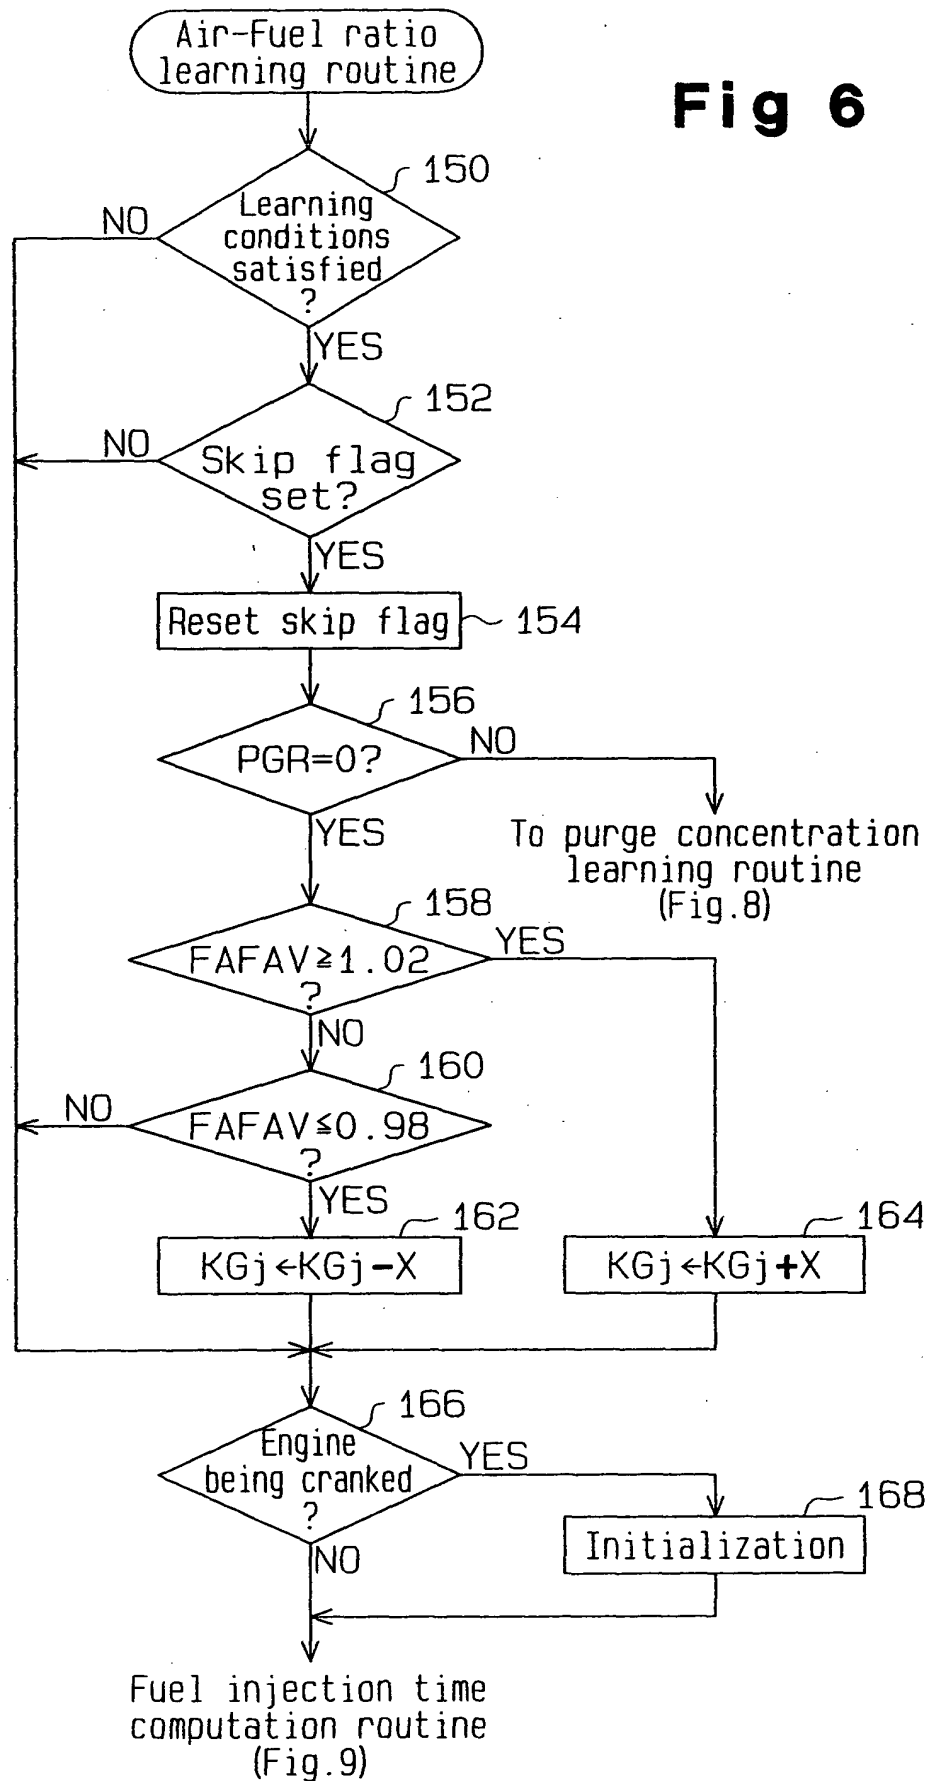 Air-Fuel ratio
learning routine
Fig 6
150
Learning
conditions
satisfied
?
NO
YES
152
NO
Skip flag
set?
YES
Reset skip flag
154
156
PGR=0?
NO
YES
To purge concentration
learning routine
(Fig.8)
158
FAFAV≧1.02
?
YES
NO
160
NO
FAFAV≦0.98
?
YES
162
KGj←KGj-X
164
KGj←KGj+X
166
Engine
being cranked
?
YES
168
Initialization
NO
Fuel injection time
computation routine
(Fig.9)